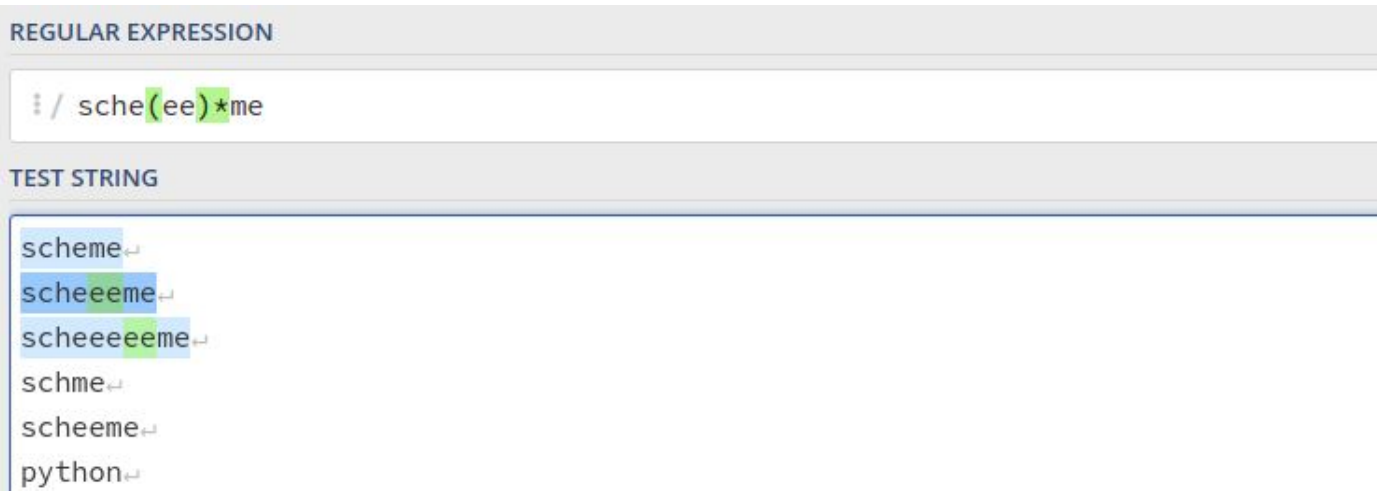 REGULAR EXPRESSION
⋮/ sche(ee)*me
TEST STRING
scheme↵
scheeeme↵
scheeeeeme↵
schme↵
scheeme↵
python↵